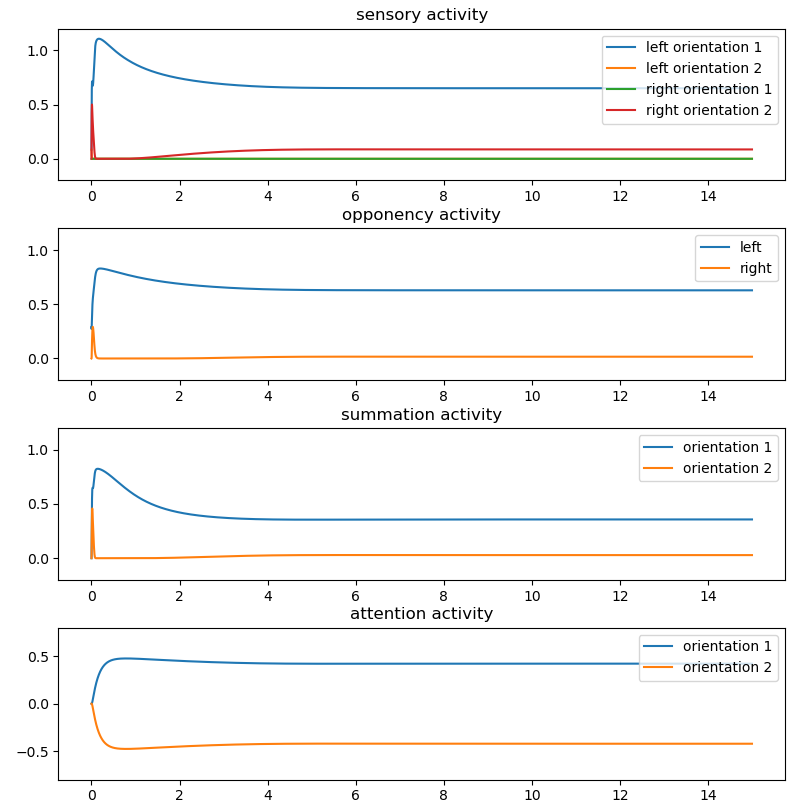 sensory activity
1.0
0.5
0.0
left orientation 1
left orientation 2
right orientation 1
right orientation 2
0 2 4 6 8 10 12 14
opponency activity
1.0
0.5
0.0
left
right
0 2 4 6 8 10 12 14
summation activity
1.0
0.5
0.0
orientation 1
orientation 2
0 2 4 6 8 10 12 14
attention activity
0.5
0.0
−0.5
orientation 1
orientation 2
0 2 4 6 8 10 12 14